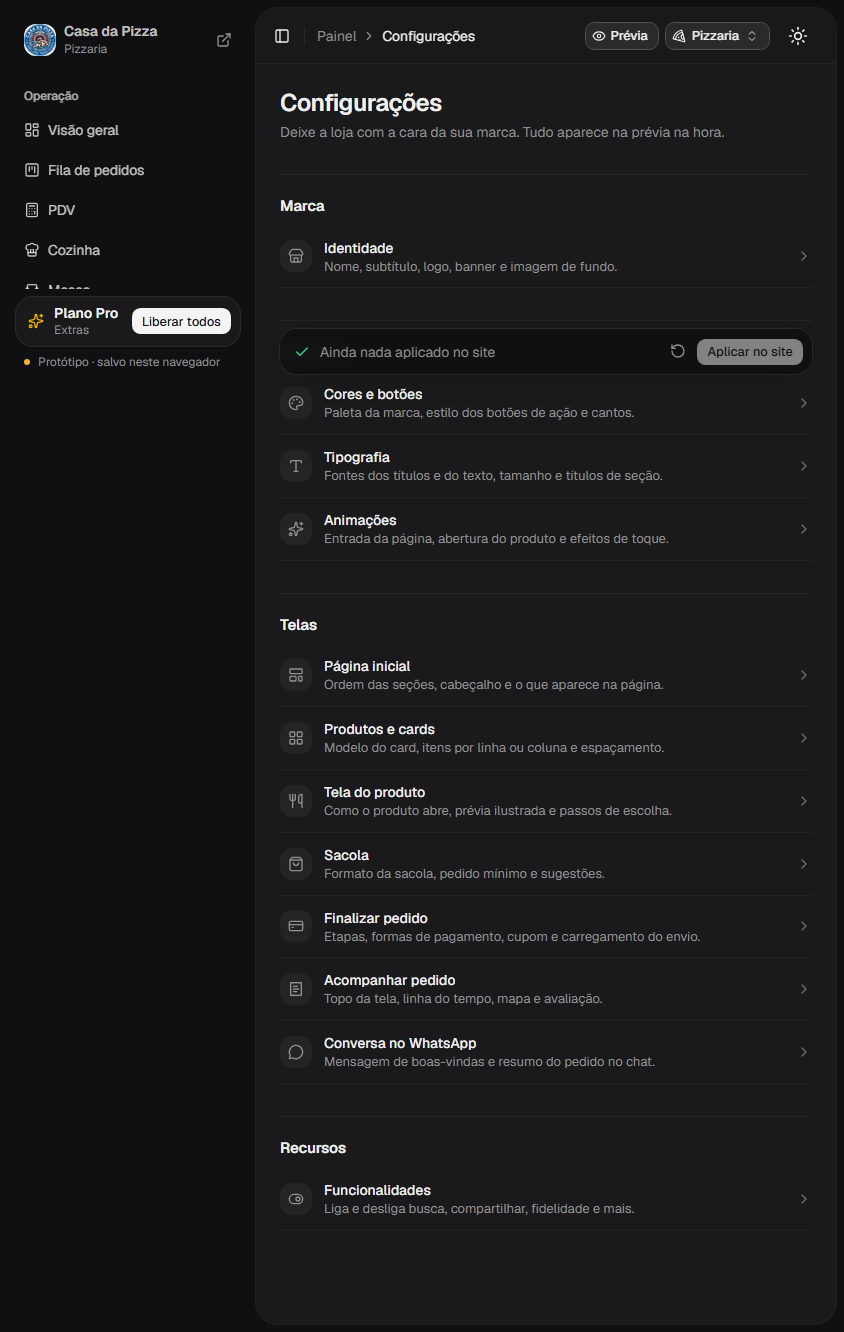 Casa da Pizza
Pizzaria
Operação
Visão geral
Fila de pedidos
PDV
Cozinha
Plano Pro
Extras
Liberar todos
Protótipo · salvo neste navegador
Painel > Configurações
Prévia
Pizzaria
Configurações
Deixe a loja com a cara da sua marca. Tudo aparece na prévia na hora.
Marca
Identidade
Nome, subtítulo, logo, banner e imagem de fundo.
Ainda nada aplicado no site
Aplicar no site
Cores e botões
Paleta da marca, estilo dos botões de ação e cantos.
Tipografia
Fontes dos títulos e do texto, tamanho e títulos de seção.
Animações
Entrada da página, abertura do produto e efeitos de toque.
Telas
Página inicial
Ordem das seções, cabeçalho e o que aparece na página.
Produtos e cards
Modelo do card, itens por linha ou coluna e espaçamento.
Tela do produto
Como o produto abre, prévia ilustrada e passos de escolha.
Sacola
Formato da sacola, pedido mínimo e sugestões.
Finalizar pedido
Etapas, formas de pagamento, cupom e carregamento do envio.
Acompanhar pedido
Topo da tela, linha do tempo, mapa e avaliação.
Conversa no WhatsApp
Mensagem de boas-vindas e resumo do pedido no chat.
Recursos
Funcionalidades
Liga e desliga busca, compartilhar, fidelidade e mais.